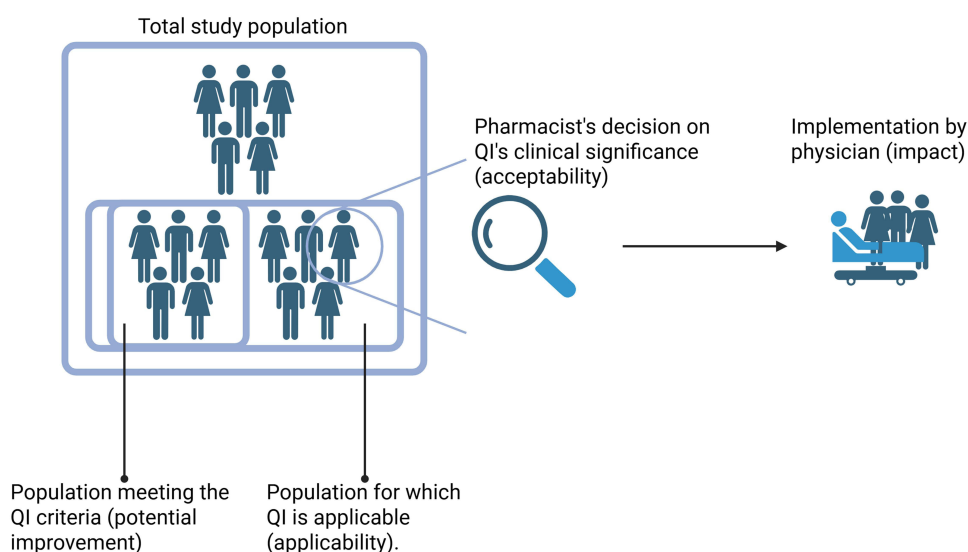 Total study population
Pharmacist's decision on
QI's clinical significance
(acceptability)
Implementation by
physician (impact)
Population meeting the
QI criteria (potential
improvement)
Population for which
QI is applicable
(applicability).